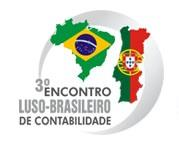 3º ENCONTRO
LUSO-BRASILEIRO
DE CONTABILIDADE